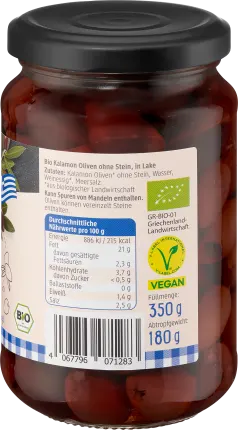 Bio Kalamon Oliven ohne Stein, in Lake
Zutaten: Kalamon-Oliven* ohne Stein, Wasser,
Weinessig*, Meersalz.
*aus biologischer Landwirtschaft
Kann Spuren von Mandeln enthalten.
Oliven können vereinzelt Steine
enthalten.
Durchschnittliche
Nährwerte pro 100 g
Energie 886 kJ / 215 kcal
Fett 21 g
davon gesättigte
Fettsäuren 2,3 g
Kohlenhydrate 3,7 g
davon Zucker < 0,5 g
Ballaststoffe 0 g
Eiweiß 1,4 g
Salz 2,5 g
GR-BIO-01
Griechenland-
Landwirtschaft
VEGAN
Füllmenge:
350 g
Abtropfgewicht:
180 g
BIO
4 067796 071283